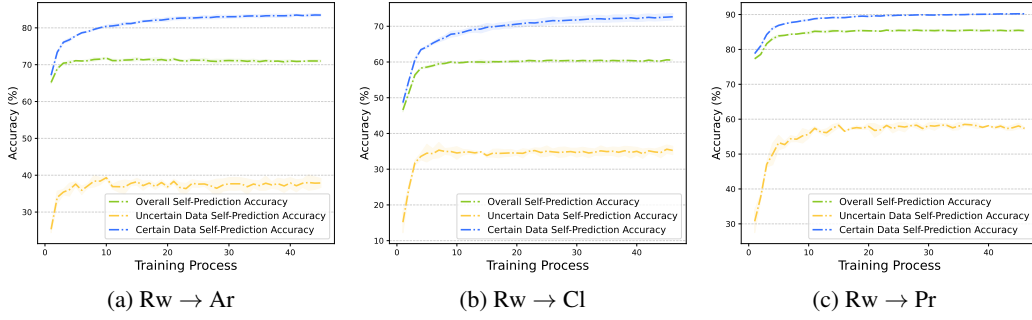 80
70
60
50
40
30
Accuracy (%)
0
10
20
30
40
Training Process
Overall Self-Prediction Accuracy
Uncertain Data Self-Prediction Accuracy
Certain Data Self-Prediction Accuracy
(a) Rw → Ar
70
60
50
40
30
20
10
Accuracy (%)
0
10
20
30
40
Training Process
Overall Self-Prediction Accuracy
Uncertain Data Self-Prediction Accuracy
Certain Data Self-Prediction Accuracy
(b) Rw → Cl
90
80
70
60
50
40
30
Accuracy (%)
0
10
20
30
40
Training Process
Overall Self-Prediction Accuracy
Uncertain Data Self-Prediction Accuracy
Certain Data Self-Prediction Accuracy
(c) Rw → Pr